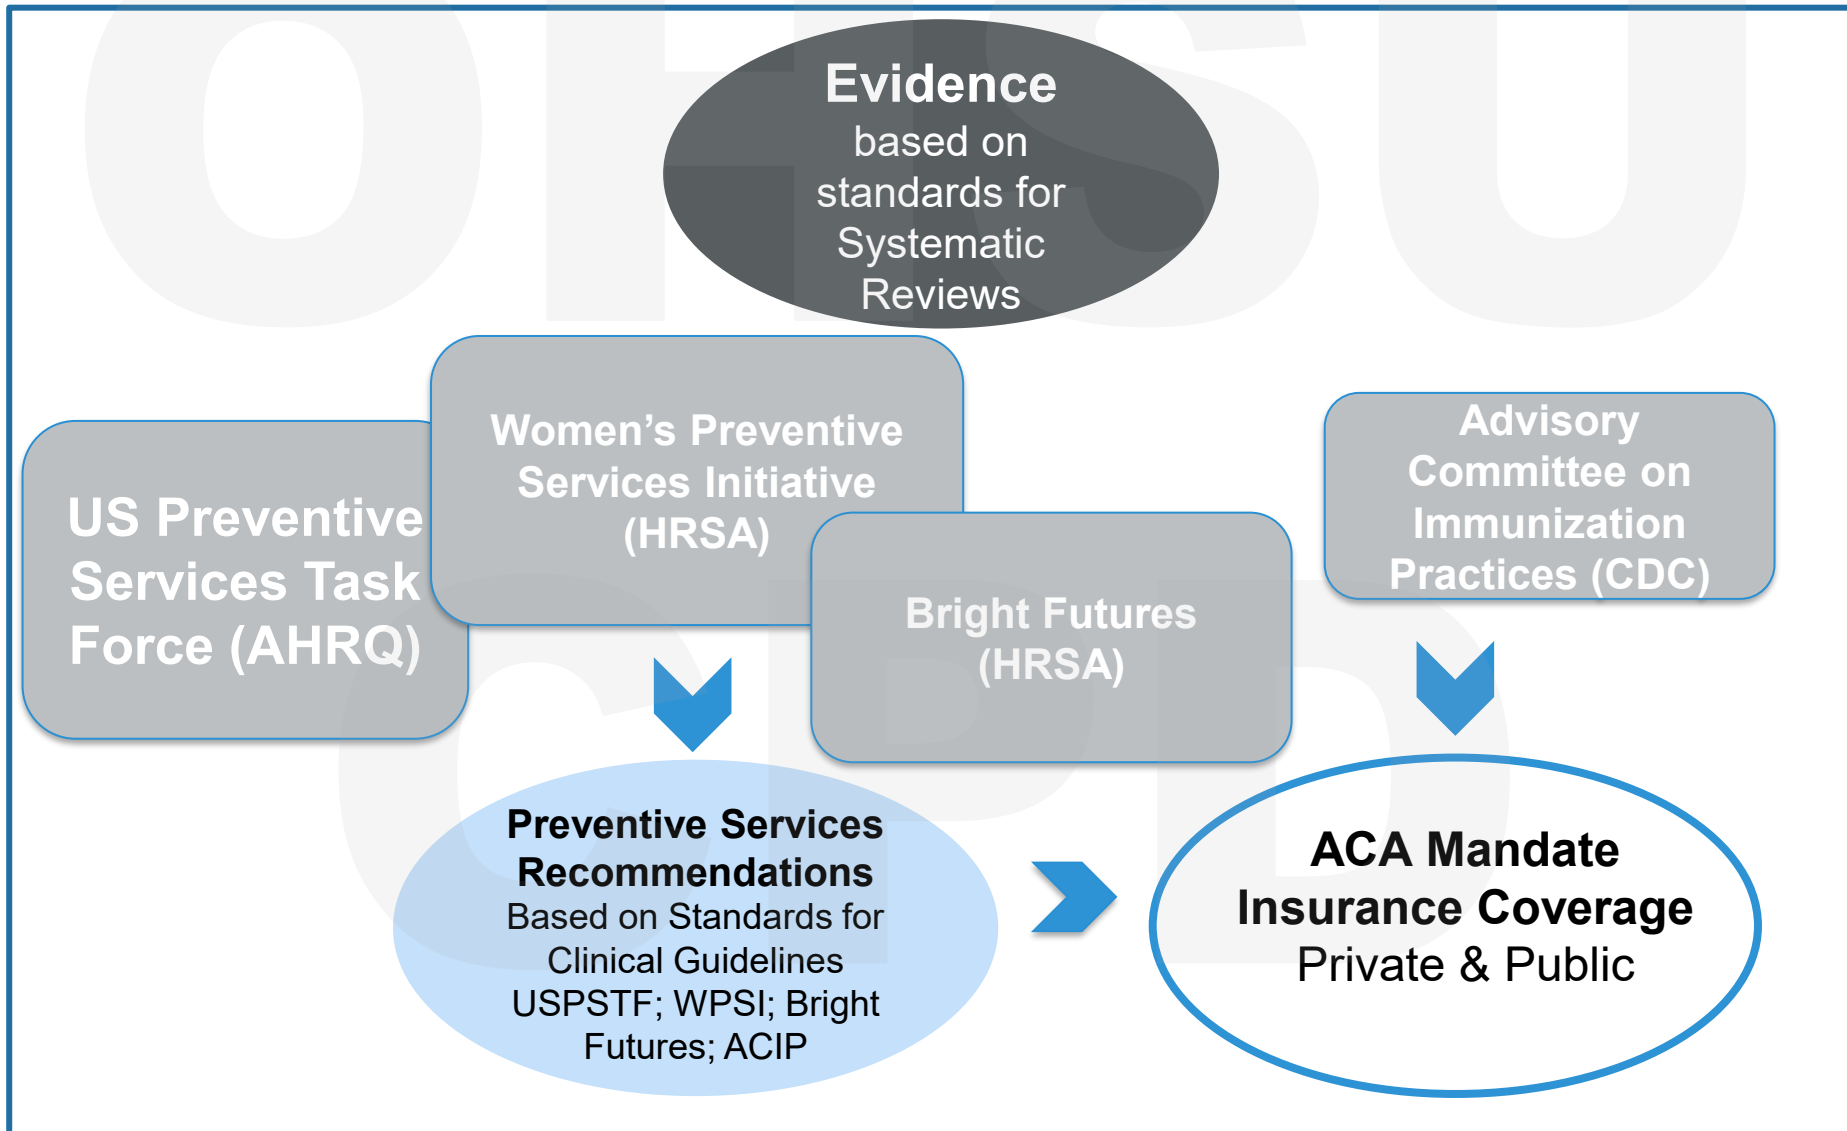 OHSU
Evidence
based on
standards for
Systematic
Reviews
US Preventive
Services Task
Force (AHRQ)
Women’s Preventive
Services Initiative
(HRSA)
Bright Futures
(HRSA)
Advisory
Committee on
Immunization
Practices (CDC)
CPD
Preventive Services
Recommendations
Based on Standards for
Clinical Guidelines
USPSTF; WPSI; Bright
Futures; ACIP
ACA Mandate
Insurance Coverage
Private & Public